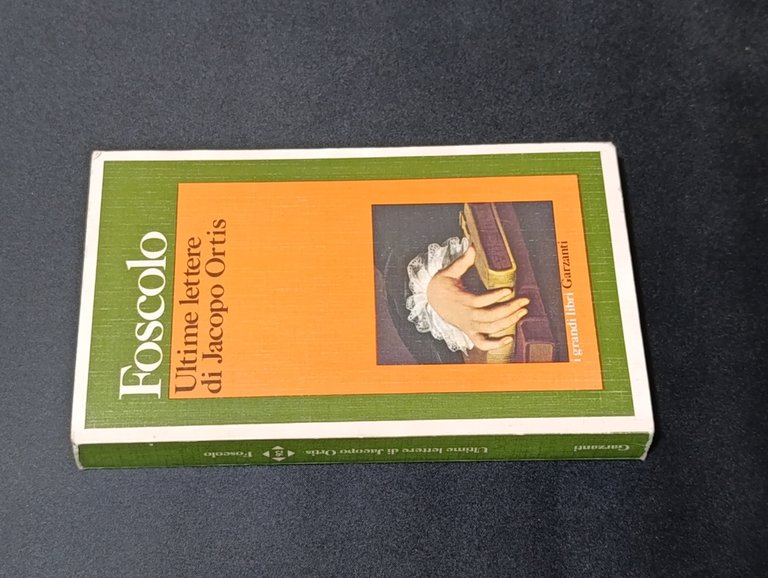 Foscolo
Ultime lettere
di Jacopo Ortis
i grandi libri Garzanti
Foscolo
Ultime lettere di Jacopo Ortis
Garzanti